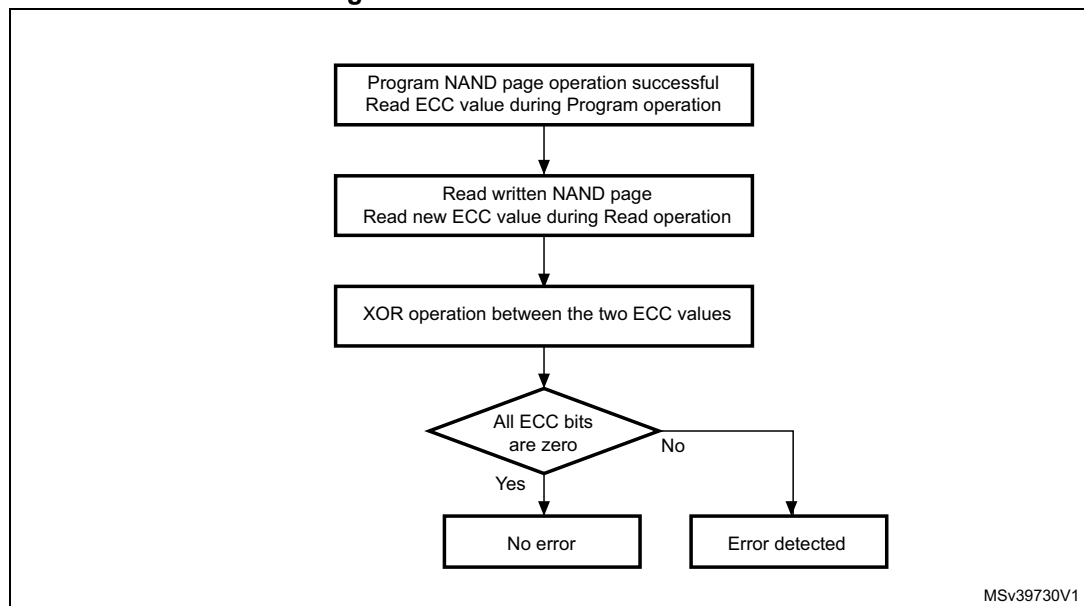 Program NAND page operation successful
Read ECC value during Program operation
Read written NAND page
Read new ECC value during Read operation
XOR operation between the two ECC values
All ECC bits
are zero
No
Yes
No error
Error detected
MSv39730V1